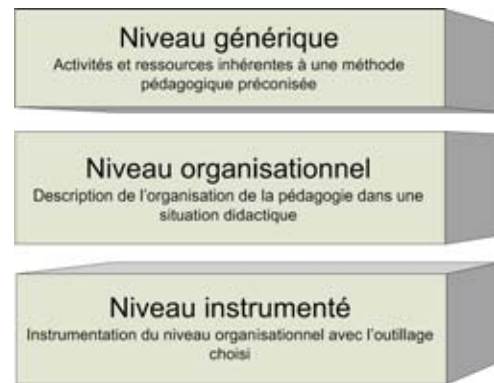 Niveau générique
Activités et ressources inhérentes à une méthode
pédagogique préconisée
Niveau organisationnel
Description de l'organisation de la pédagogie dans une
situation didactique
Niveau instrumenté
Instrumentation du niveau organisationnel avec l'outillage
choisi